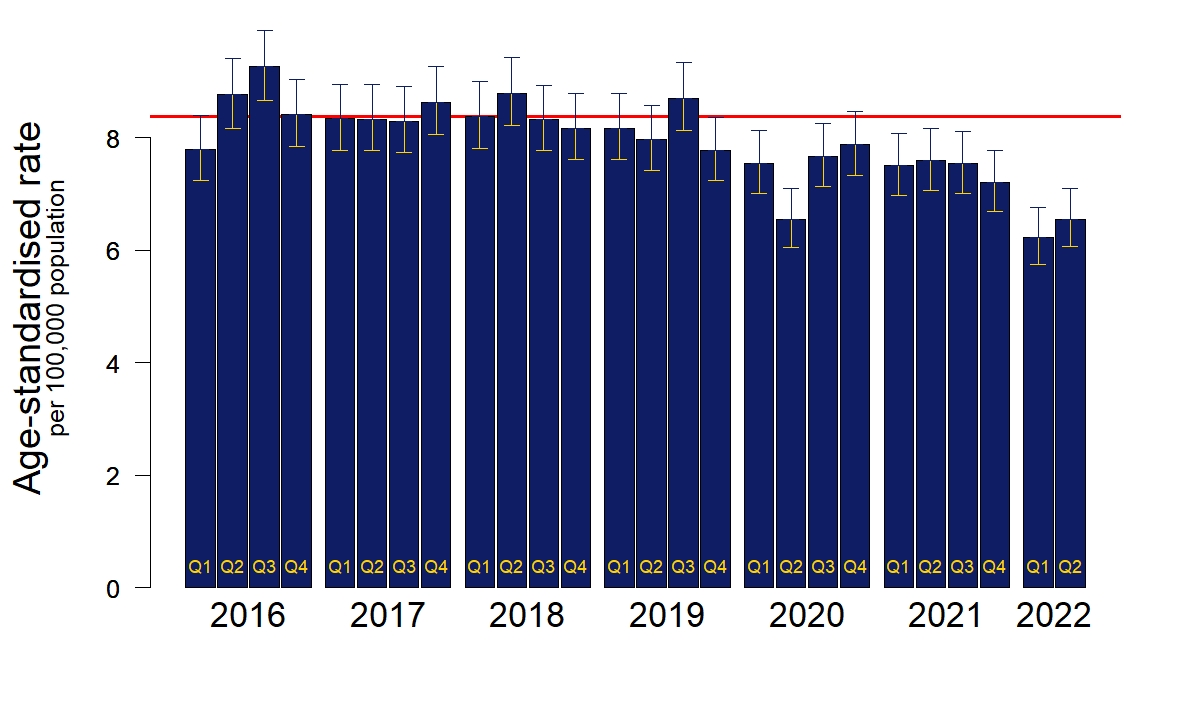 Age-standardised rate
per 100,000 population
8
6
4
2
0
Q1 Q2 Q3 Q4 Q1 Q2 Q3 Q4 Q1 Q2 Q3 Q4 Q1 Q2 Q3 Q4 Q1 Q2 Q3 Q4 Q1 Q2 Q3 Q4 Q1 Q2
2016 2017 2018 2019 2020 2021 2022